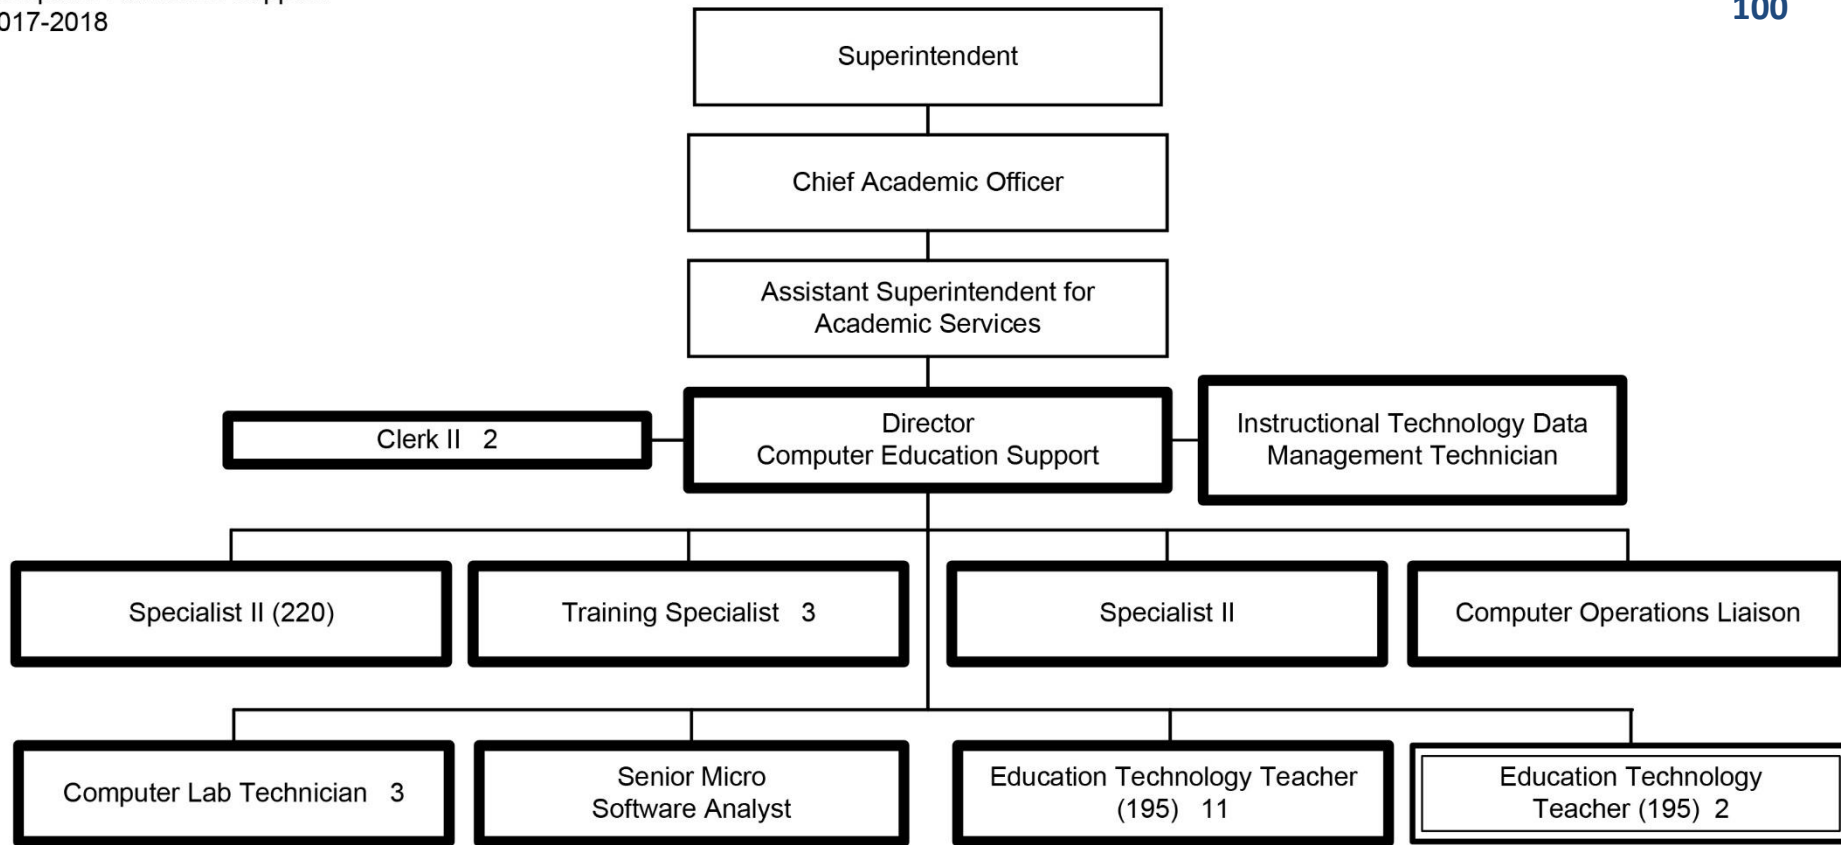 017-2018
100
Superintendent
Chief Academic Officer
Assistant Superintendent for
Academic Services
Clerk II 2
Director
Computer Education Support
Instructional Technology Data
Management Technician
Specialist II (220)
Training Specialist 3
Specialist II
Computer Operations Liaison
Computer Lab Technician 3
Senior Micro
Software Analyst
Education Technology Teacher
(195) 11
Education Technology
Teacher (195) 2